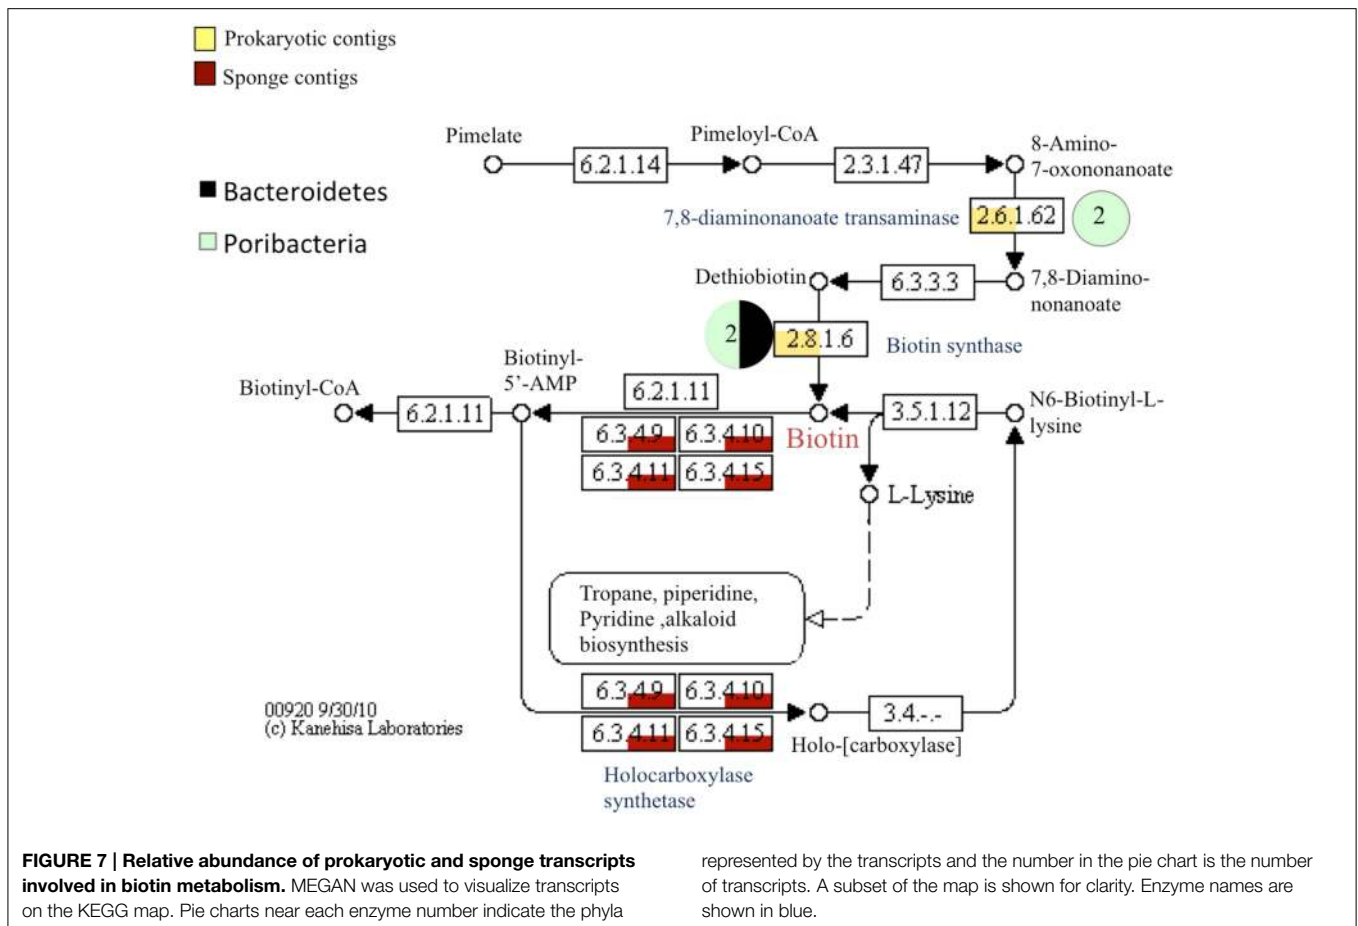 Prokaryotic contigs
Sponge contigs
Pimelate
Pimeloyl-CoA
8-Amino-
7-oxononanoate
6.2.1.14
2.3.1.47
Bacteroidetes
Poribacteria
7,8-diaminonanoate transaminase
2.6.1.62
2
Dethiobiotin
6.3.3.3
7,8-Diamino-
nonanoate
2
2.8.1.6
Biotin synthase
Biotinyl-CoA
Biotinyl-
5’-AMP
6.2.1.11
6.2.1.11
3.5.1.12
N6-Biotinyl-L-
lysine
6.3.4.9
6.3.4.10
Biotin
6.3.4.11
6.3.4.15
L-Lysine
Tropane, piperidine,
Pyridine ,alkaloid
biosynthesis
00920 9/30/10
(c) Kanehisa Laboratories
6.3.4.9
6.3.4.10
6.3.4.11
6.3.4.15
3.4.-.-
Holo-[carboxylase]
Holocarboxylase
synthetase
FIGURE 7 | Relative abundance of prokaryotic and sponge transcripts
involved in biotin metabolism. MEGAN was used to visualize transcripts
on the KEGG map. Pie charts near each enzyme number indicate the phyla
represented by the transcripts and the number in the pie chart is the number
of transcripts. A subset of the map is shown for clarity. Enzyme names are
shown in blue.